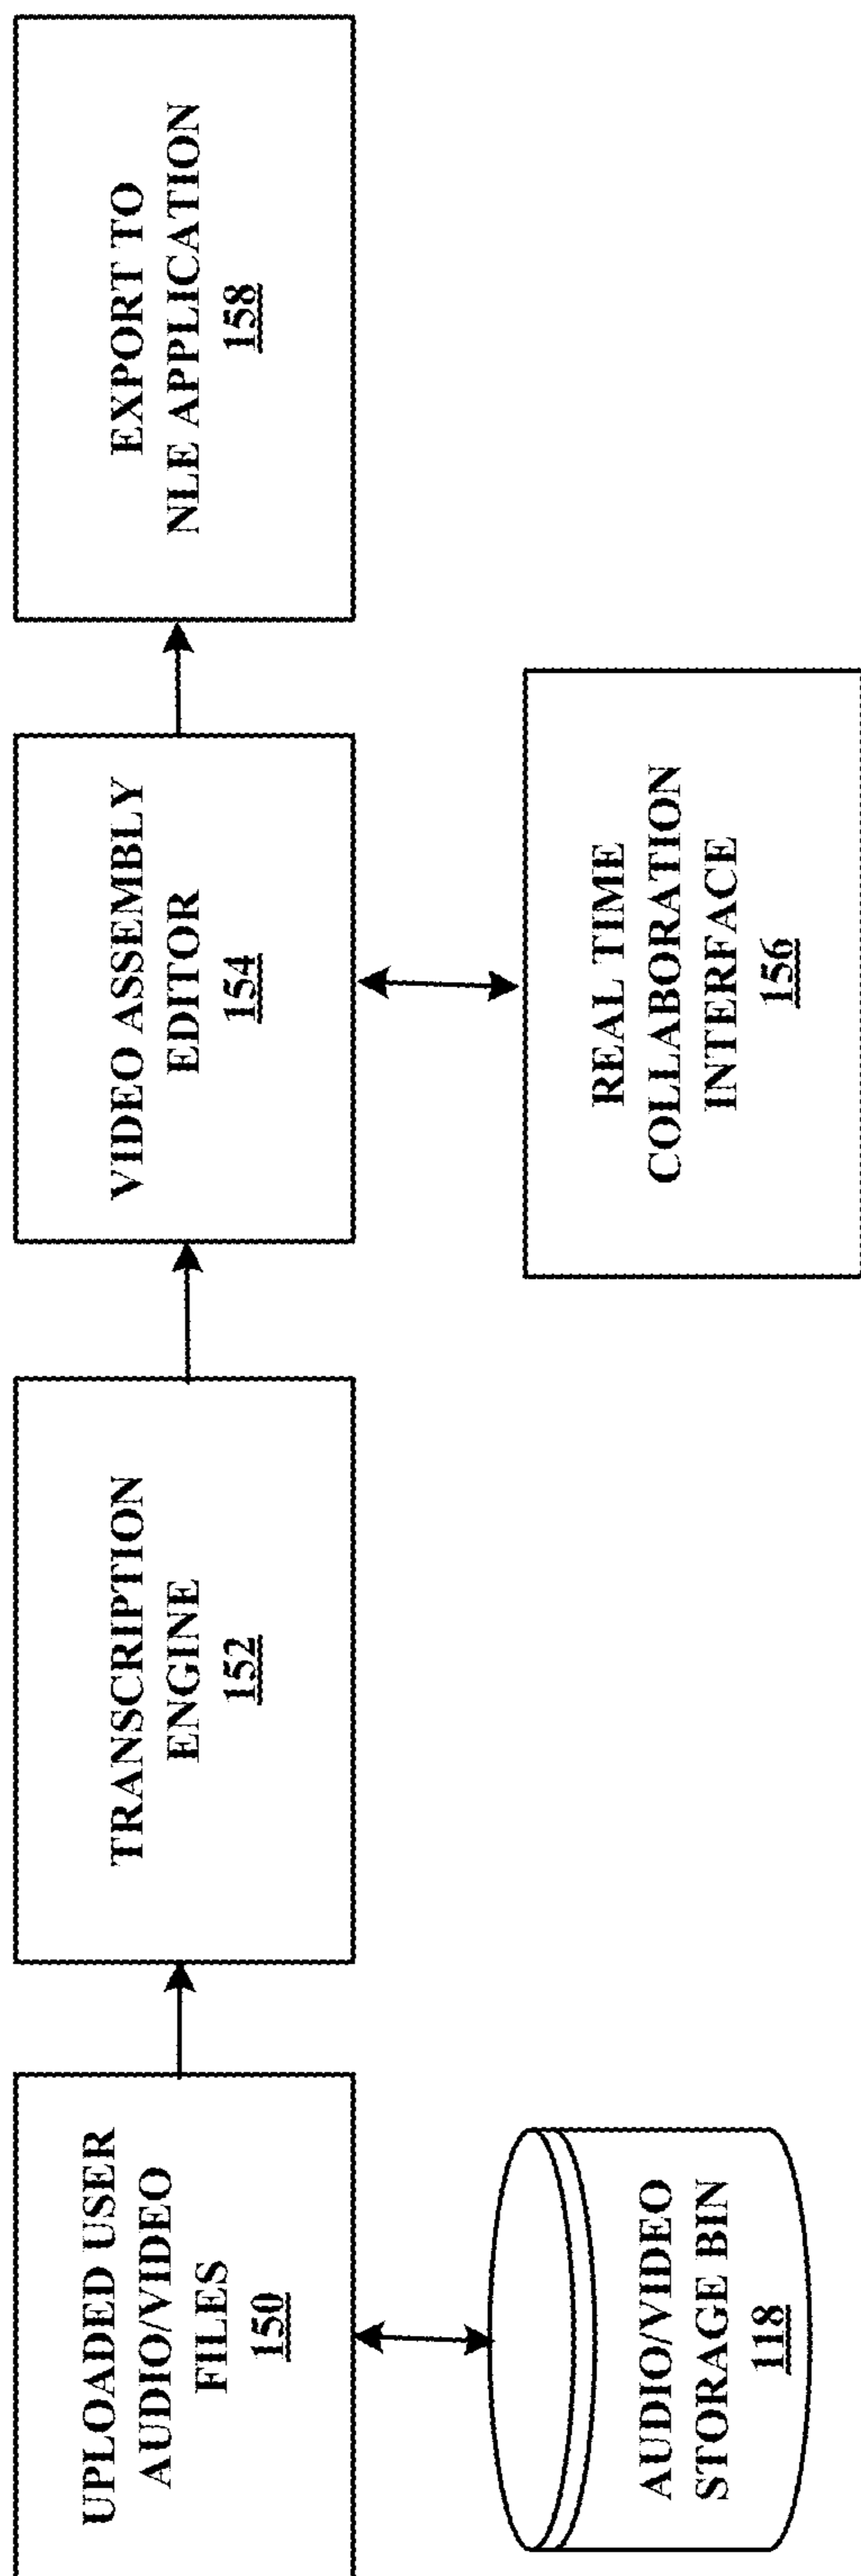 UPLOADED USER
AUDIO/VIDEO
FILES
150
TRANSCRIPTION
ENGINE
152
VIDEO ASSEMBLY
EDITOR
154
EXPORT TO
NLE APPLICATION
158
AUDIO/VIDEO
STORAGE BIN
118
REAL TIME
COLLABORATION
INTERFACE
156